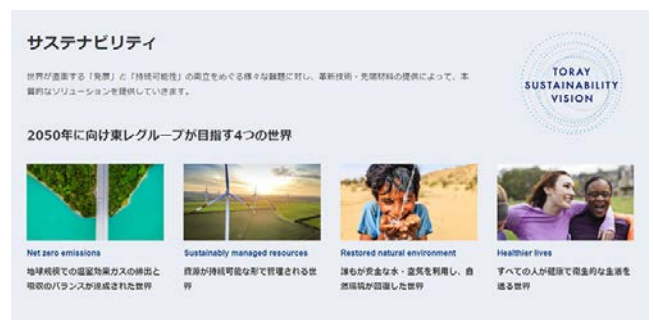 サステナビリティ
世界が直面する「発展」と「持続可能性」の両立をめぐる様々な課題に対し、革新技術・先端材料の提供によって、本
質的なソリューションを提供していきます。
TORAY
SUSTAINABILITY
VISION
2050年に向け東レグループが目指す4つの世界
Net zero emissions
地球規模での温室効果ガスの排出と
吸収のバランスが達成された世界
Sustainably managed resources
資源が持続可能な形で管理される世
界
Restored natural environment
誰もが安全な水・空気を利用し、自
然環境が回復した世界
Healthier lives
すべての人が健康で衛生的な生活を
送る世界